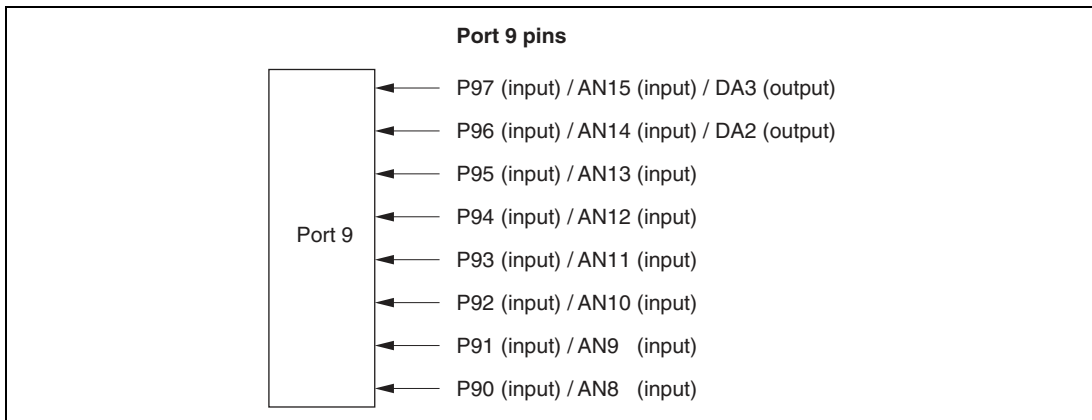 Port 9 pins
P97 (input) / AN15 (input) / DA3 (output)
P96 (input) / AN14 (input) / DA2 (output)
P95 (input) / AN13 (input)
P94 (input) / AN12 (input)
Port 9
P93 (input) / AN11 (input)
P92 (input) / AN10 (input)
P91 (input) / AN9 (input)
P90 (input) / AN8 (input)